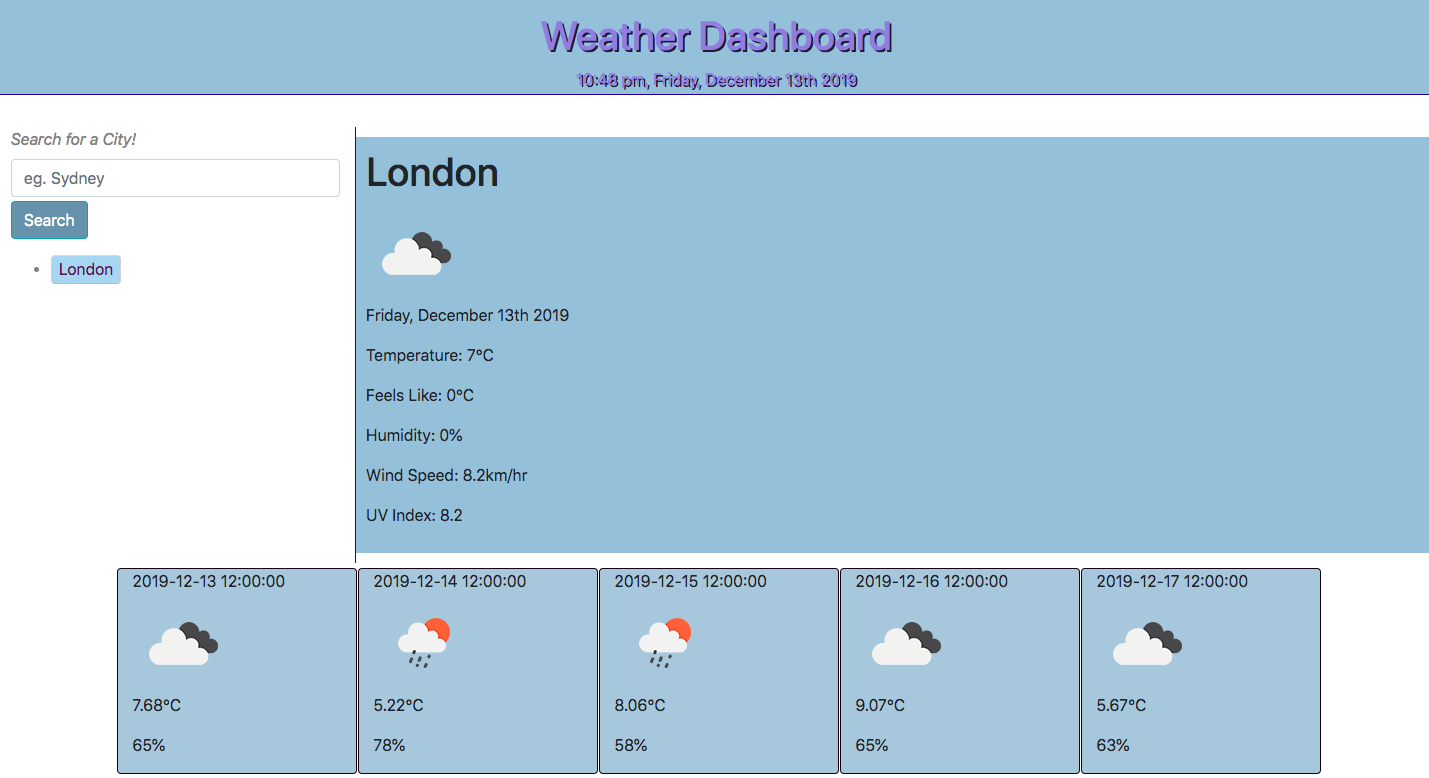 Weather Dashboard
10:48 pm, Friday, December 13th 2019
Search for a City!
eg. Sydney
Search
London
London
Friday, December 13th 2019
Temperature: 7°C
Feels Like: 0°C
Humidity: 0%
Wind Speed: 8.2km/hr
UV Index: 8.2
2019-12-13 12:00:00
7.68°C
65%
2019-12-14 12:00:00
5.22°C
78%
2019-12-15 12:00:00
8.06°C
58%
2019-12-16 12:00:00
9.07°C
65%
2019-12-17 12:00:00
5.67°C
63%